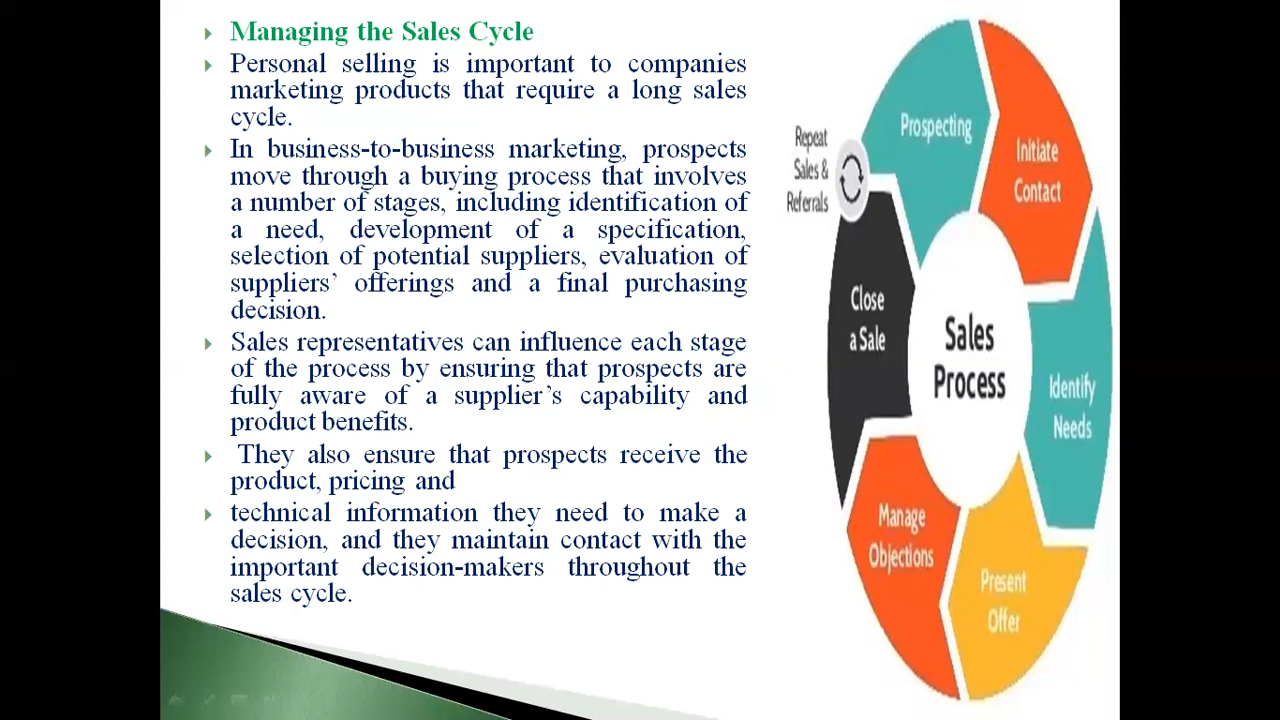 Managing the Sales Cycle
Personal selling is important to companies
marketing products that require a long sales
cycle.
In business-to-business marketing, prospects
move through a buying process that involves
a number of stages, including identification of
a need, development of a specification,
selection of potential suppliers, evaluation of
suppliers’ offerings and a final purchasing
decision.
Sales representatives can influence each stage
of the process by ensuring that prospects are
fully aware of a supplier’s capability and
product benefits.
They also ensure that prospects receive the
product, pricing and
technical information they need to make a
decision, and they maintain contact with the
important decision-makers throughout the
sales cycle.
Prospecting
Initiate
Contact
Identify
Needs
Present
Offer
Manage
Objections
Close
a Sale
Repeat
Sales &
Referrals
Sales
Process